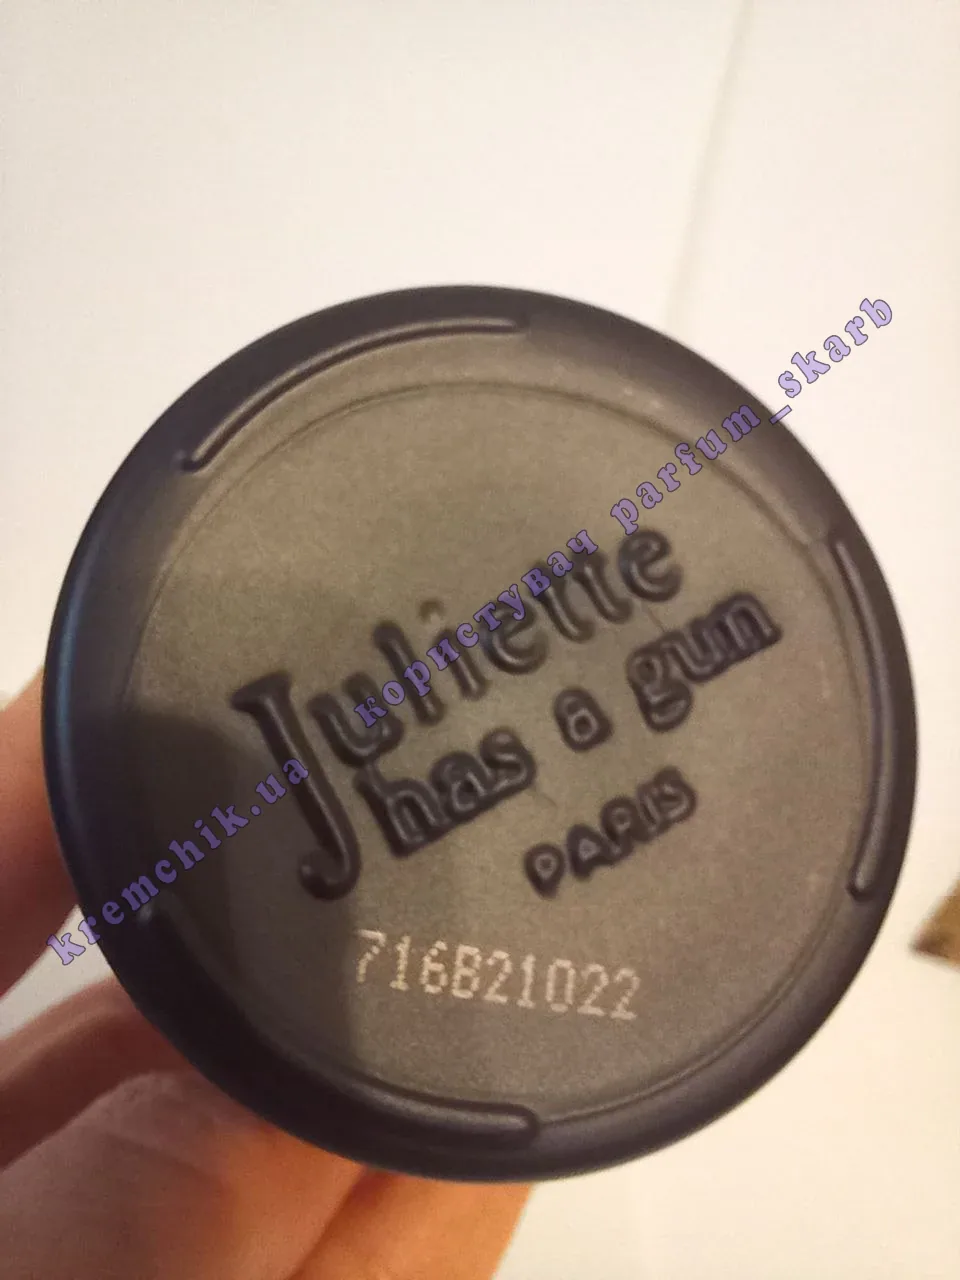 Juliette
has a gun
PARIS
716B21022
kremchik.ua користувач parfum_skarb